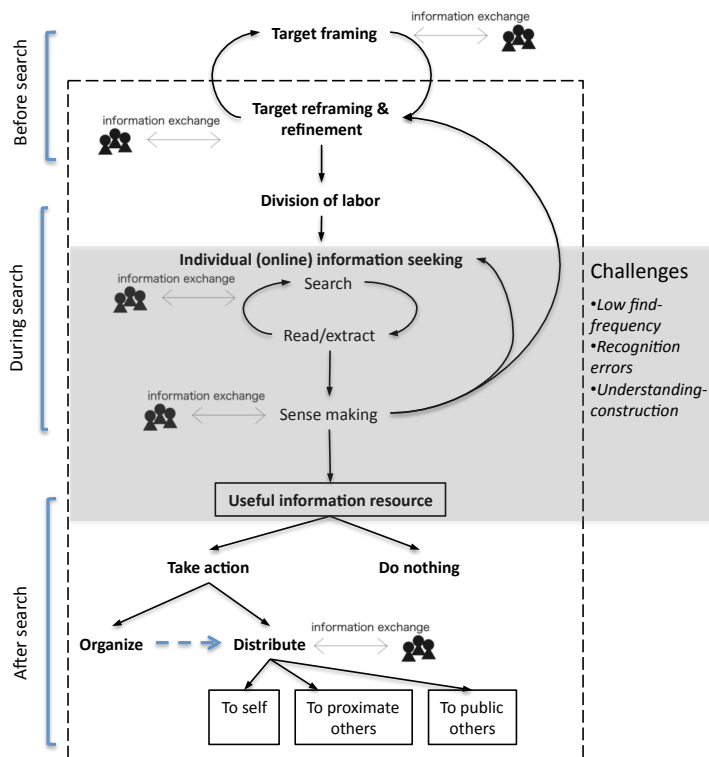 Before search
information exchange
Target framing
information exchange
Target reframing &
refinement
Division of labor
During search
Individual (online) information seeking
information exchange
Search
Read/extract
information exchange
Sense making
Challenges
•Low find-
frequency
•Recognition
errors
•Understanding-
construction
Useful information resource
After search
Take action
Do nothing
Organize
Distribute
information exchange
To self
To proximate
others
To public
others